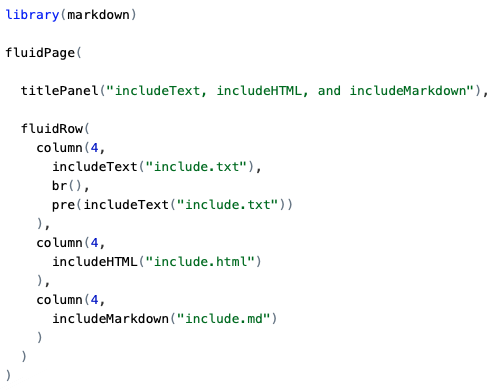 library(markdown)

fluidPage(

  titlePanel("includeText, includeHTML, and includeMarkdown"),

  fluidRow(
    column(4,
      includeText("include.txt"),
      br(),
      pre(includeText("include.txt"))
    ),
    column(4,
      includeHTML("include.html")
    ),
    column(4,
      includeMarkdown("include.md")
    )
  )
)